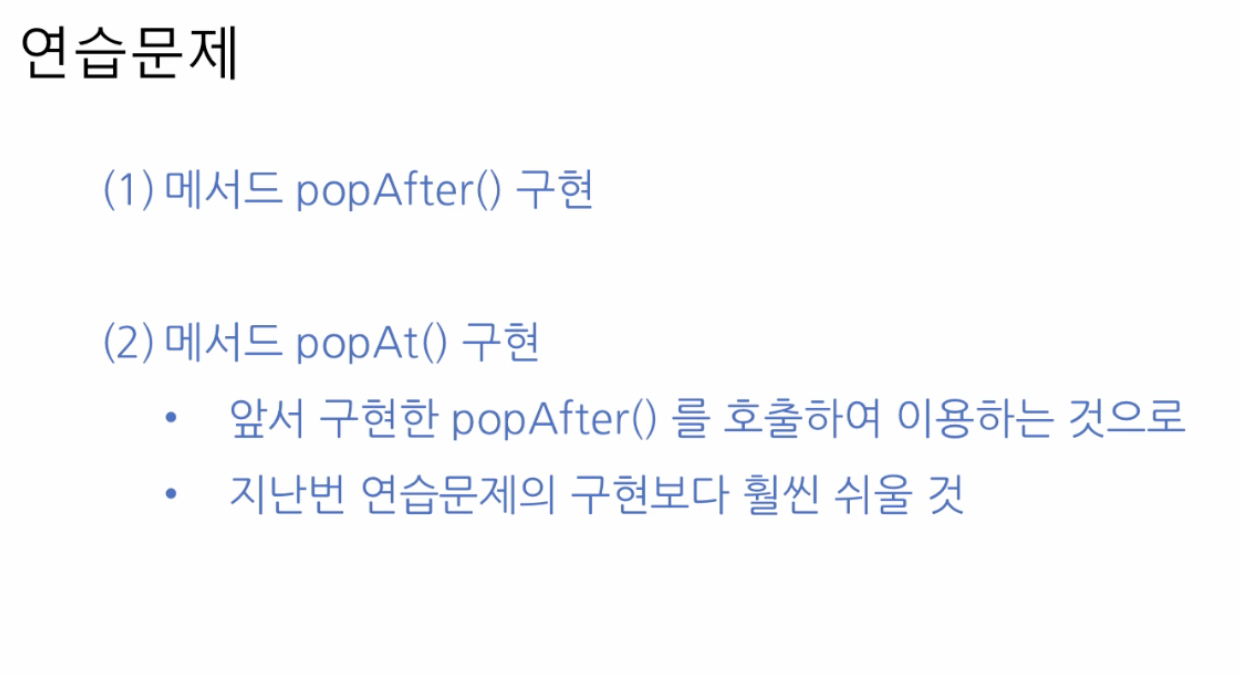 연습문제
(1) 메서드 popAfter() 구현
(2) 메서드 popAt() 구현
• 앞서 구현한 popAfter() 를 호출하여 이용하는 것으로
• 지난번 연습문제의 구현보다 훨씬 쉬울 것